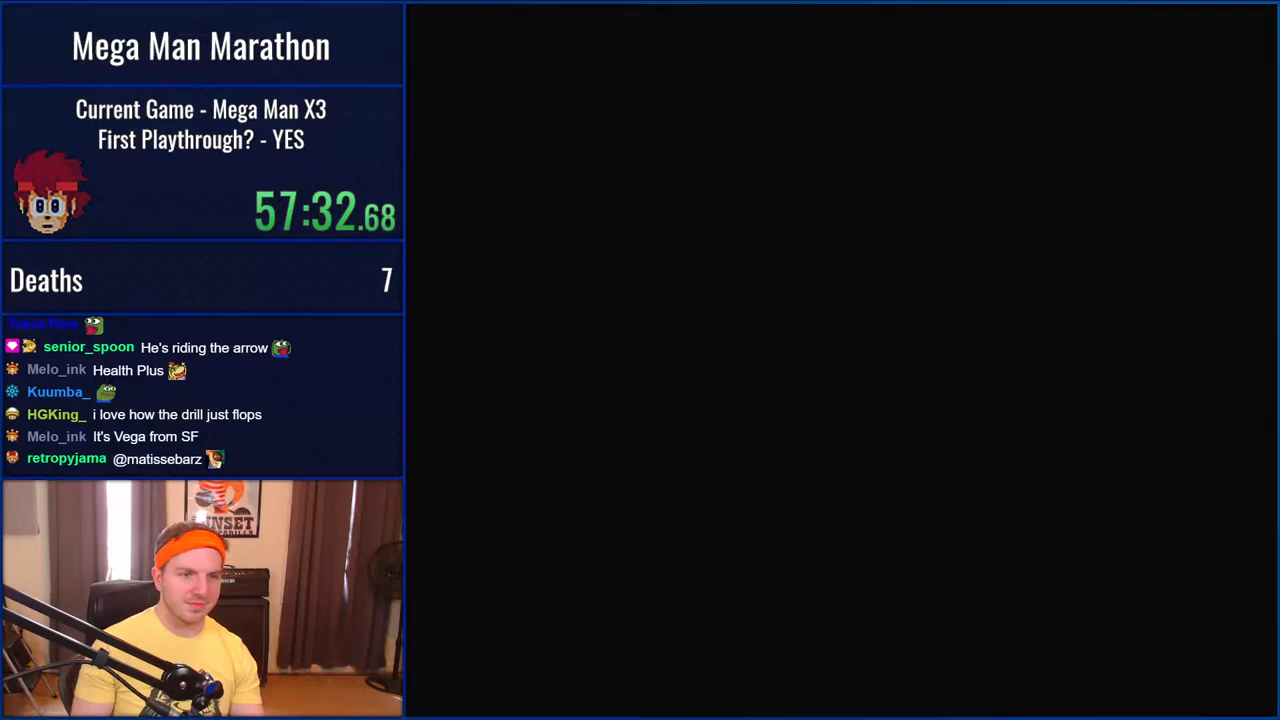 Mega Man Marathon
Current Game - Mega Man X3
First Playthrough? - YES
57:32.68
Deaths 7
senior_spoon He's riding the arrow
Melo_ink Health Plus
Kuumba_
HGKing_ i love how the drill just flops
Melo_ink It's Vega from SF
retropyjama @matissebarz
SUNSET